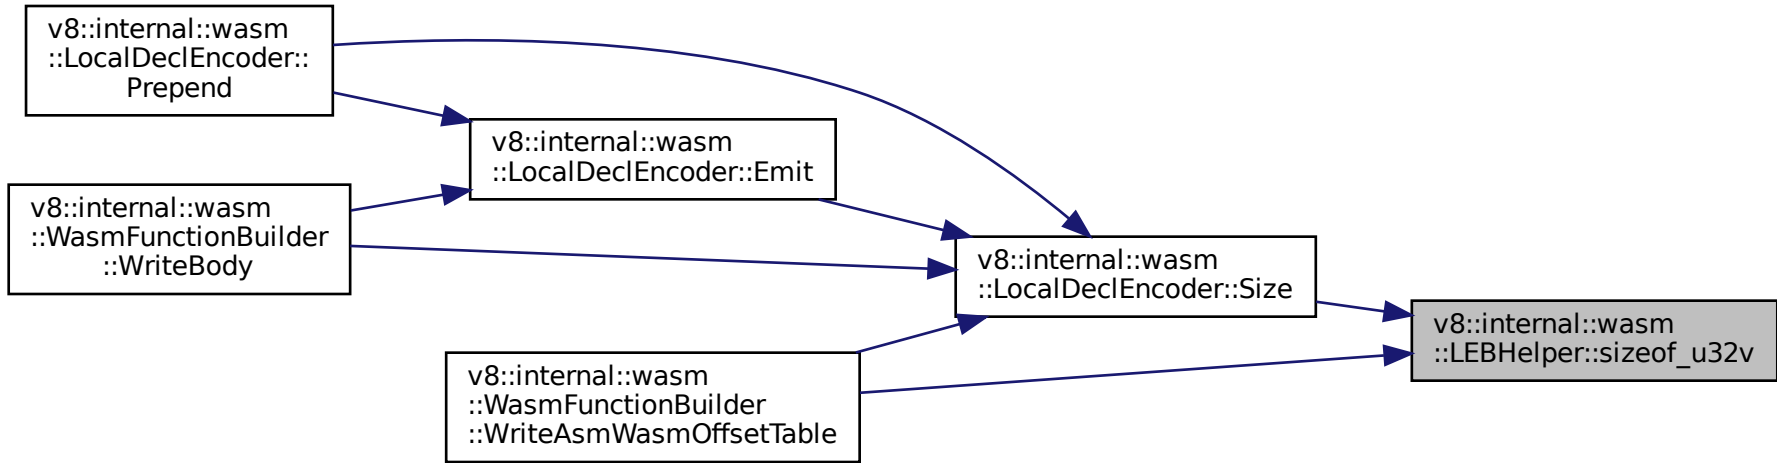 v8::internal::wasm
::LocalDeclEncoder::
Prepend
v8::internal::wasm
::LocalDeclEncoder::Emit
v8::internal::wasm
::WasmFunctionBuilder
::WriteBody
v8::internal::wasm
::LocalDeclEncoder::Size
v8::internal::wasm
::LEBHelper::sizeof_u32v
v8::internal::wasm
::WasmFunctionBuilder
::WriteAsmWasmOffsetTable